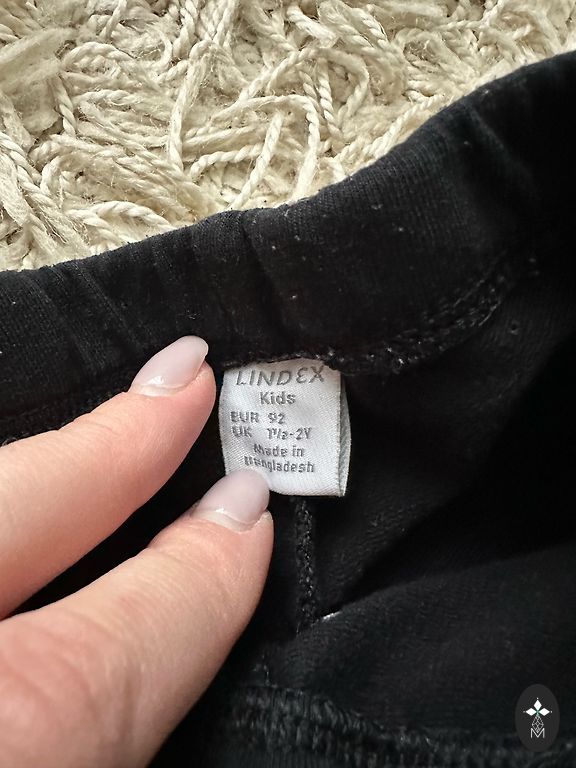 LINDEX
Kids
EUR 92
UK 1½-2Y
Made in
Bangladesh